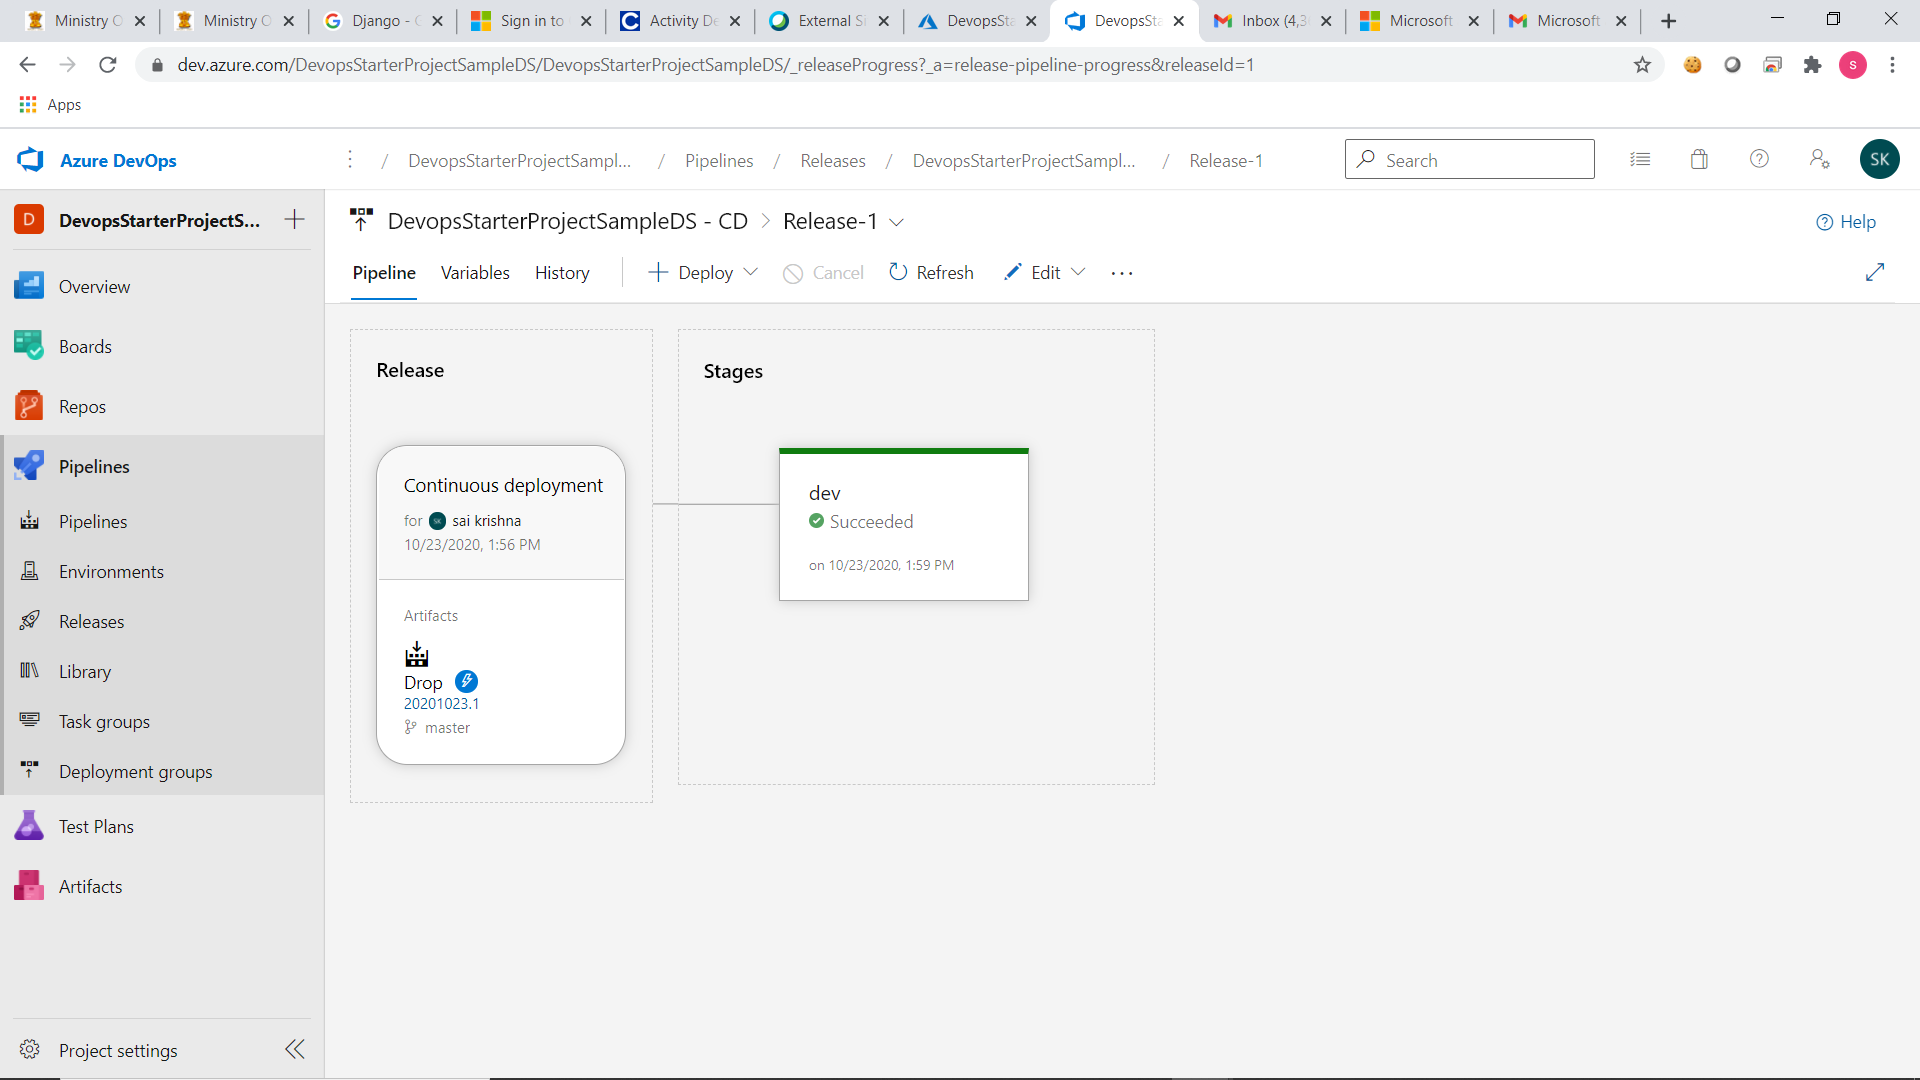 Ministry O
Ministry O
Django - G
Sign in to
Activity De
External Si
DevopsSta
DevopsSta
Inbox (4,3
Microsoft
Microsoft
dev.azure.com/DevopsStarterProjectSampleDS/DevopsStarterProjectSampleDS/_releaseProgress?_a=release-pipeline-progress&releaseId=1
S
Apps
Azure DevOps
/ DevopsStarterProjectSampl... / Pipelines / Releases / DevopsStarterProjectSampl... / Release-1
Search
SK
D DevopsStarterProjectS...
DevopsStarterProjectSampleDS - CD > Release-1
Help
Pipeline Variables History Deploy Cancel Refresh Edit ...
Overview
Boards
Repos
Pipelines
Pipelines
Environments
Releases
Library
Task groups
Deployment groups
Test Plans
Artifacts
Project settings
Release
Continuous deployment
for SK sai krishna
10/23/2020, 1:56 PM
Artifacts
Drop
20201023.1
master
Stages
dev
Succeeded
on 10/23/2020, 1:59 PM